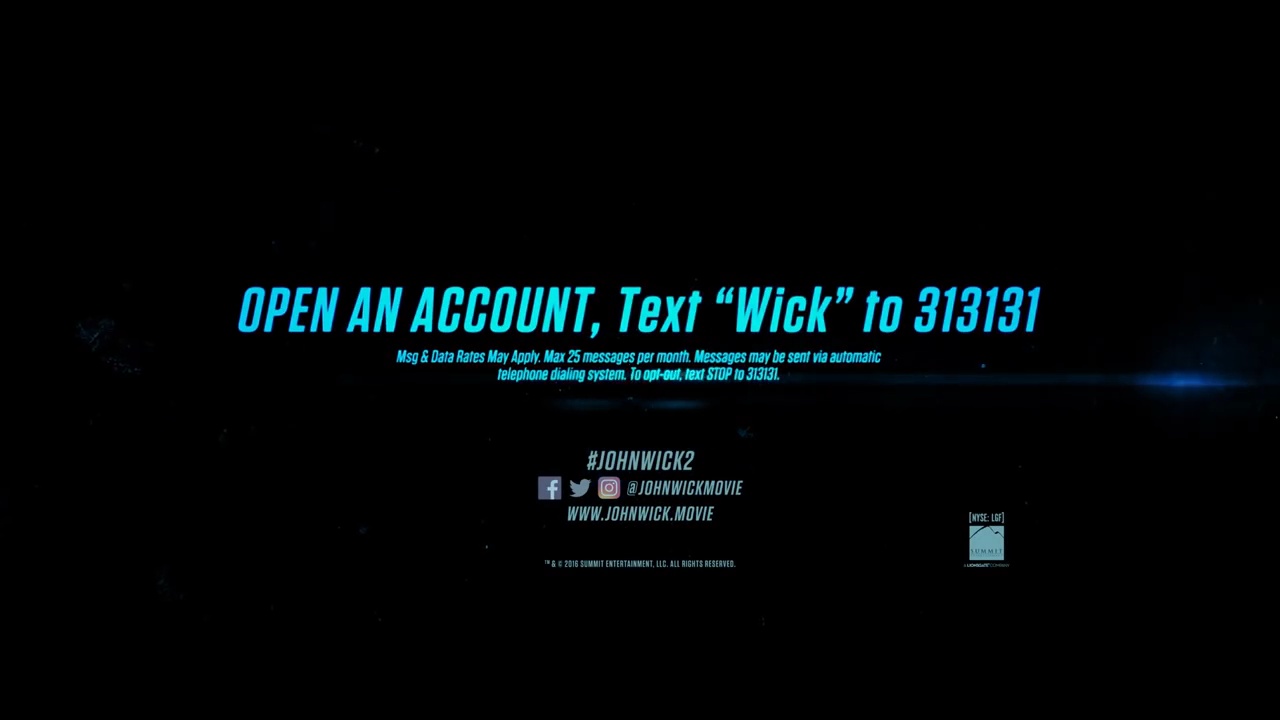 OPEN AN ACCOUNT, Text “Wick” to 313131
Msg & Data Rates May Apply. Max 25 messages per month. Messages may be sent via automatic
telephone dialing system. To opt-out, text STOP to 313131.
#JOHNWICK2
@JOHNWICKMOVIE
WWW.JOHNWICK.MOVIE
[NYSE: LGF]
SUMMIT
A LIONSGATE COMPANY
™ & © 2016 SUMMIT ENTERTAINMENT, LLC. ALL RIGHTS RESERVED.